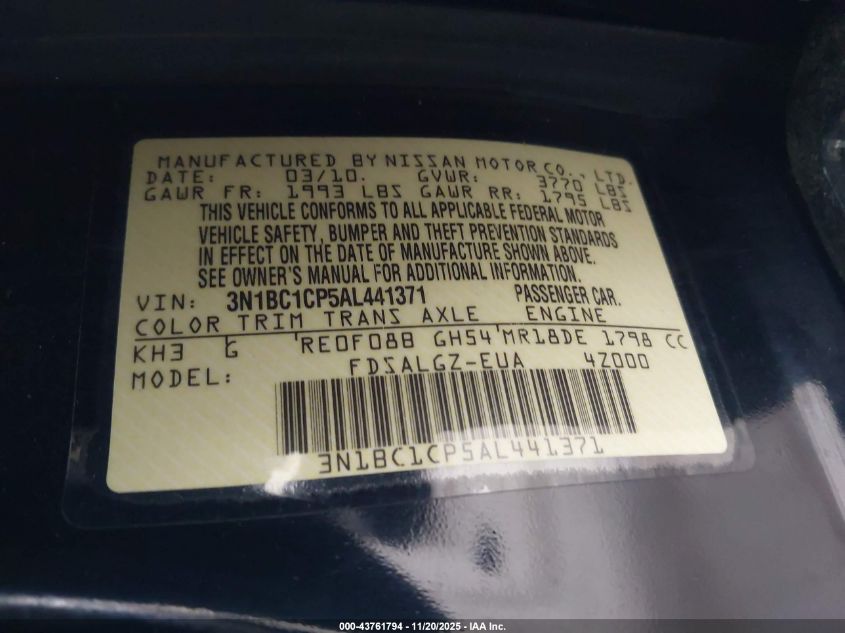 MANUFACTURED BY NISSAN MOTOR CO., LTD.
DATE: 03/10. GVWR: 3770 LBS
GAWR FR: 1993 LBS GAWR RR: 1795 LBS
THIS VEHICLE CONFORMS TO ALL APPLICABLE FEDERAL MOTOR
VEHICLE SAFETY, BUMPER AND THEFT PREVENTION STANDARDS
IN EFFECT ON THE DATE OF MANUFACTURE SHOWN ABOVE.
SEE OWNER'S MANUAL FOR ADDITIONAL INFORMATION.
VIN: 3N1BC1CP5AL441371 PASSENGER CAR.
COLOR TRIM TRANS AXLE ENGINE
KH3 G RE0F08B GH54 MR18DE 1798 CC
MODEL: FDSALGZ-EUA 4Z000
3N1BC1CP5AL441371
000-43761794 - 11/20/2025 - IAA Inc.